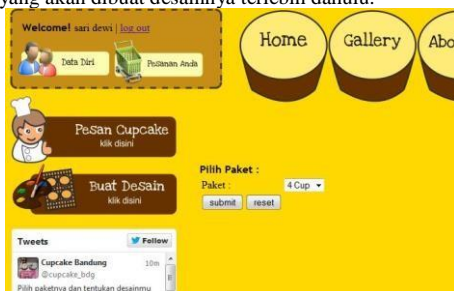 yang akan dibuat desainnya terlebih dahulu.
Welcome! sari dewi | log out
Data Diri
Pesanan Anda
Home
Gallery
Abo
Pesan Cupcake
klik disini
Buat Desain
klik disini
Pilih Paket :
Paket :
4 Cup
submit
reset
Tweets
Follow
Cupcake Bandung
10m
@cupcake_bdg
Pilih paketnya dan tentukan desainmu